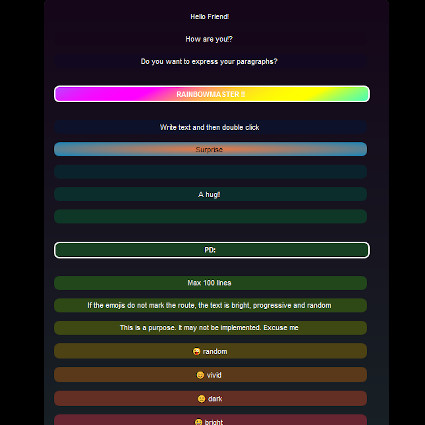 Hello Friend!
How are you!?
Do you want to express your paragraphs?
RAINBOWMASTER S
Write text and then double click
Surprise
A hug!!
PD:
Max 100 lines
If the emojis do not mark the route, the text is bright, progressive and random
This is a purpose. It may not be implemented. Excuse me
random
vivid
dark
bright